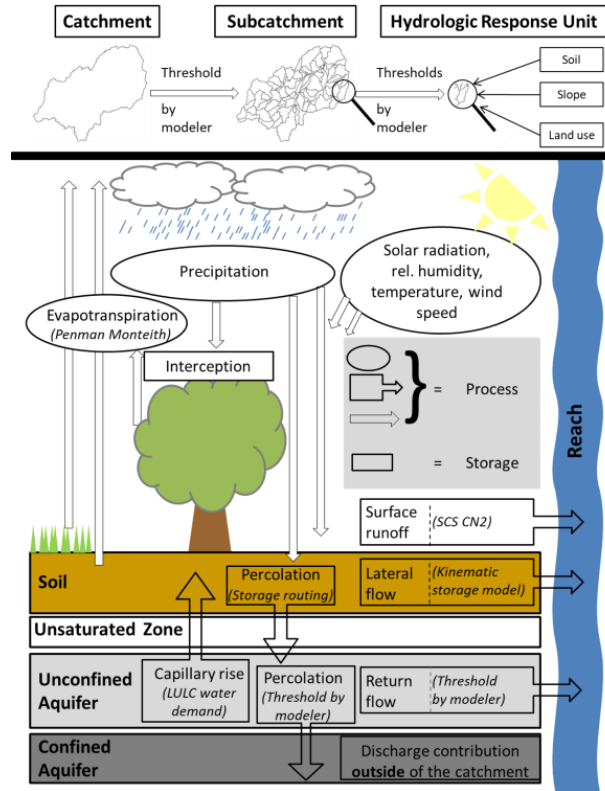 Catchment
Subcatchment
Hydrologic Response Unit
Threshold
by
modeler
Thresholds
by
modeler
Soil
Slope
Land use
Precipitation
Solar radiation,
rel. humidity,
temperature, wind
speed
Evapotranspiration
(Penman Monteith)
Interception
= Process
= Storage
Reach
Surface
runoff
(SCS CN2)
Soil
Percolation
(Storage routing)
Lateral
flow
(Kinematic
storage model)
Unsaturated Zone
Unconfined
Aquifer
Capillary rise
(LULC water
demand)
Percolation
(Threshold by
modeler)
Return
flow
(Threshold
by modeler)
Confined
Aquifer
Discharge contribution
outside of the catchment